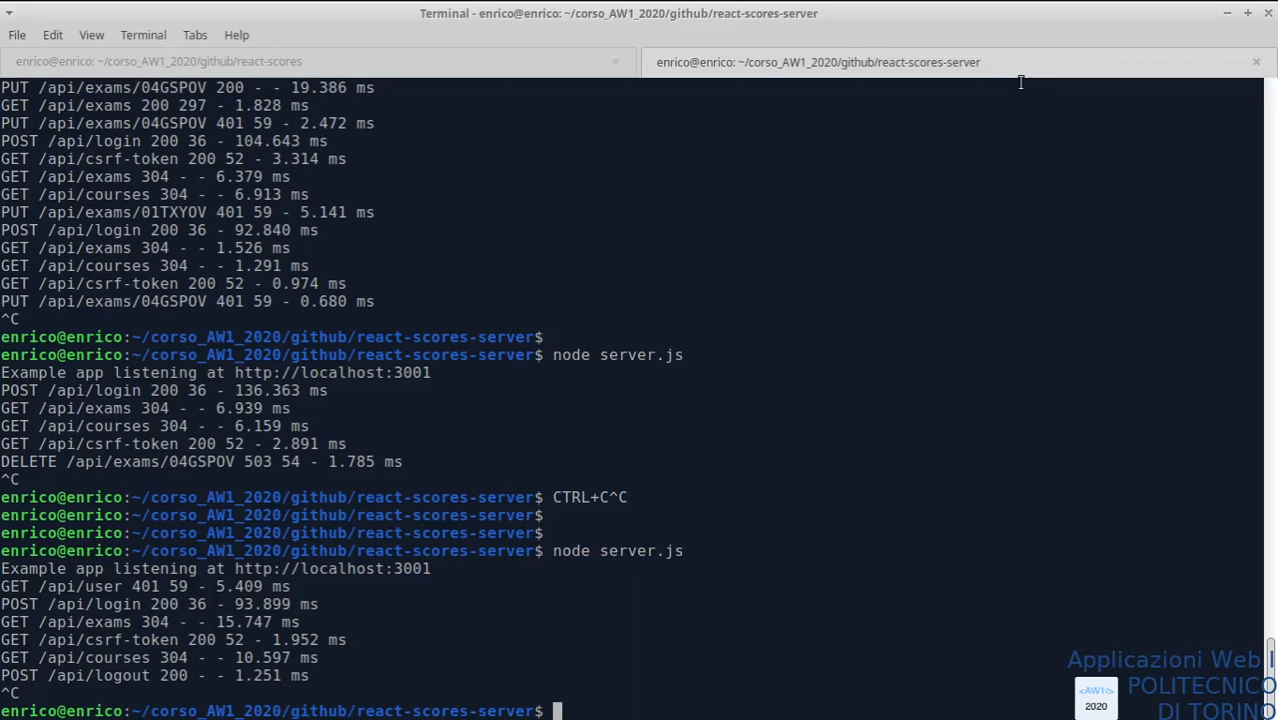 Terminal - enrico@enrico: ~/corso_AW1_2020/github/react-scores-server
File Edit View Terminal Tabs Help
enrico@enrico: ~/corso_AW1_2020/github/react-scores
enrico@enrico: ~/corso_AW1_2020/github/react-scores-server
PUT /api/exams/04GSPOV 200 - - 19.386 ms
GET /api/exams 200 297 - 1.828 ms
PUT /api/exams/04GSPOV 401 59 - 2.472 ms
POST /api/login 200 36 - 104.643 ms
GET /api/csrf-token 200 52 - 3.314 ms
GET /api/exams 304 - - 6.379 ms
GET /api/courses 304 - - 6.913 ms
PUT /api/exams/01TXYOV 401 59 - 5.141 ms
POST /api/login 200 36 - 92.840 ms
GET /api/exams 304 - - 1.526 ms
GET /api/courses 304 - - 1.291 ms
GET /api/csrf-token 200 52 - 0.974 ms
PUT /api/exams/04GSPOV 401 59 - 0.680 ms
^C
enrico@enrico:~/corso_AW1_2020/github/react-scores-server$
enrico@enrico:~/corso_AW1_2020/github/react-scores-server$ node server.js
Example app listening at http://localhost:3001
POST /api/login 200 36 - 136.363 ms
GET /api/exams 304 - - 6.939 ms
GET /api/courses 304 - - 6.159 ms
GET /api/csrf-token 200 52 - 2.891 ms
DELETE /api/exams/04GSPOV 503 54 - 1.785 ms
^C
enrico@enrico:~/corso_AW1_2020/github/react-scores-server$ CTRL+C^C
enrico@enrico:~/corso_AW1_2020/github/react-scores-server$
enrico@enrico:~/corso_AW1_2020/github/react-scores-server$
enrico@enrico:~/corso_AW1_2020/github/react-scores-server$ node server.js
Example app listening at http://localhost:3001
GET /api/user 401 59 - 5.409 ms
POST /api/login 200 36 - 93.899 ms
GET /api/exams 304 - - 15.747 ms
GET /api/csrf-token 200 52 - 1.952 ms
GET /api/courses 304 - - 10.597 ms
POST /api/logout 200 - - 1.251 ms
^C
enrico@enrico:~/corso_AW1_2020/github/react-scores-server$
Applicazioni Web I
POLITECNICO
DI TORINO
<AW1/>
2020